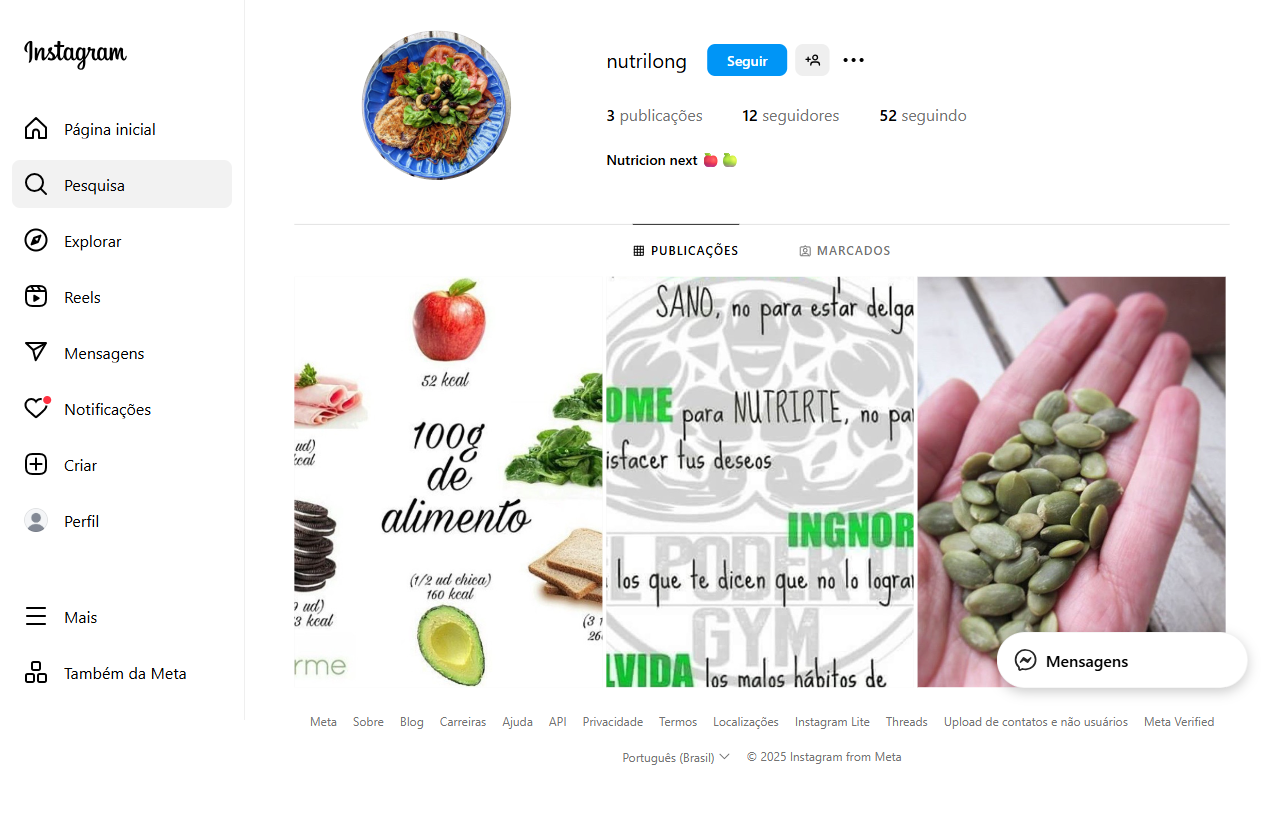 Instagram
Página inicial
Pesquisa
Explorar
Reels
Mensagens
Notificações
Criar
Perfil
Mais
Também da Meta
nutrilong Seguir
3 publicações 12 seguidores 52 seguindo
Nutricion next
PUBLICAÇÕES MARCADOS
52 kcal
ud)
kcal
100g
de
alimento
(1/2 ud chica)
160 kcal
ud)
3 kcal
(3 r
26
rme
SANO, no para estar delga
OME para NUTRIRTE, no pa
isfacer tus deseos
INGNOR
los que te dicen que no lo logra
L PODER D
GYM
LVIDA los malos hábitos de
Mensagens
Meta Sobre Blog Carreiras Ajuda API Privacidade Termos Localizações Instagram Lite Threads Upload de contatos e não usuários Meta Verified
Português (Brasil) © 2025 Instagram from Meta